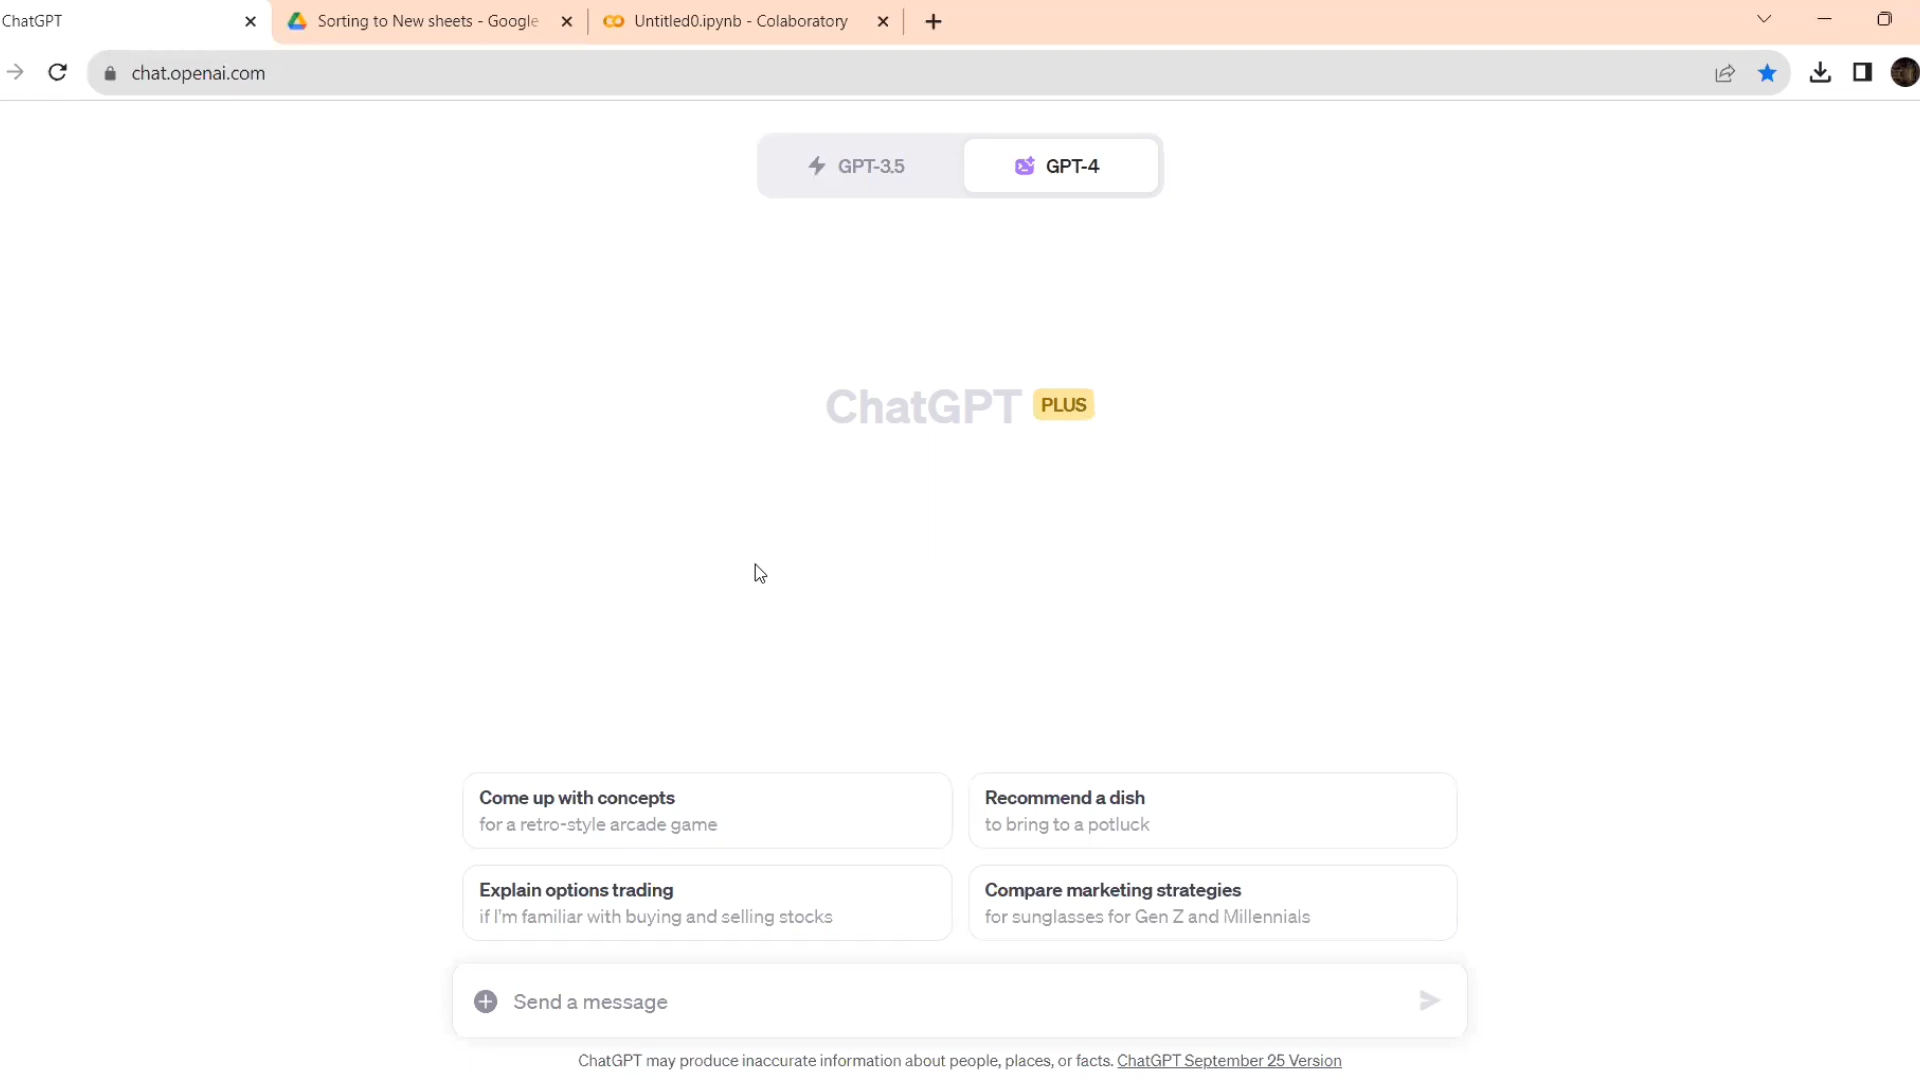 ChatGPT
Sorting to New sheets - Google
Untitled0.ipynb - Colaboratory
chat.openai.com
GPT-3.5
GPT-4
ChatGPT PLUS
Come up with concepts
for a retro-style arcade game
Recommend a dish
to bring to a potluck
Explain options trading
if I'm familiar with buying and selling stocks
Compare marketing strategies
for sunglasses for Gen Z and Millennials
Send a message
ChatGPT may produce inaccurate information about people, places, or facts. ChatGPT September 25 Version